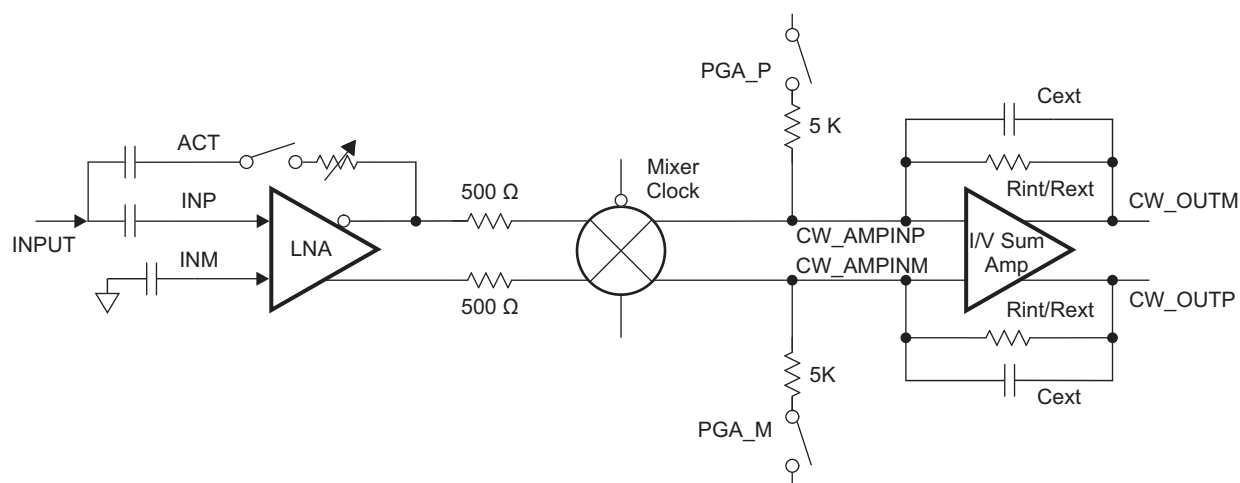 PGA_P
5 K
Cext
Rint/Rext
ACT
INP
INPUT
INM
LNA
500 Ω
500 Ω
Mixer
Clock
CW_AMPINP
CW_AMPINM
I/V Sum
Amp
CW_OUTM
CW_OUTP
Rint/Rext
Cext
5K
PGA_M